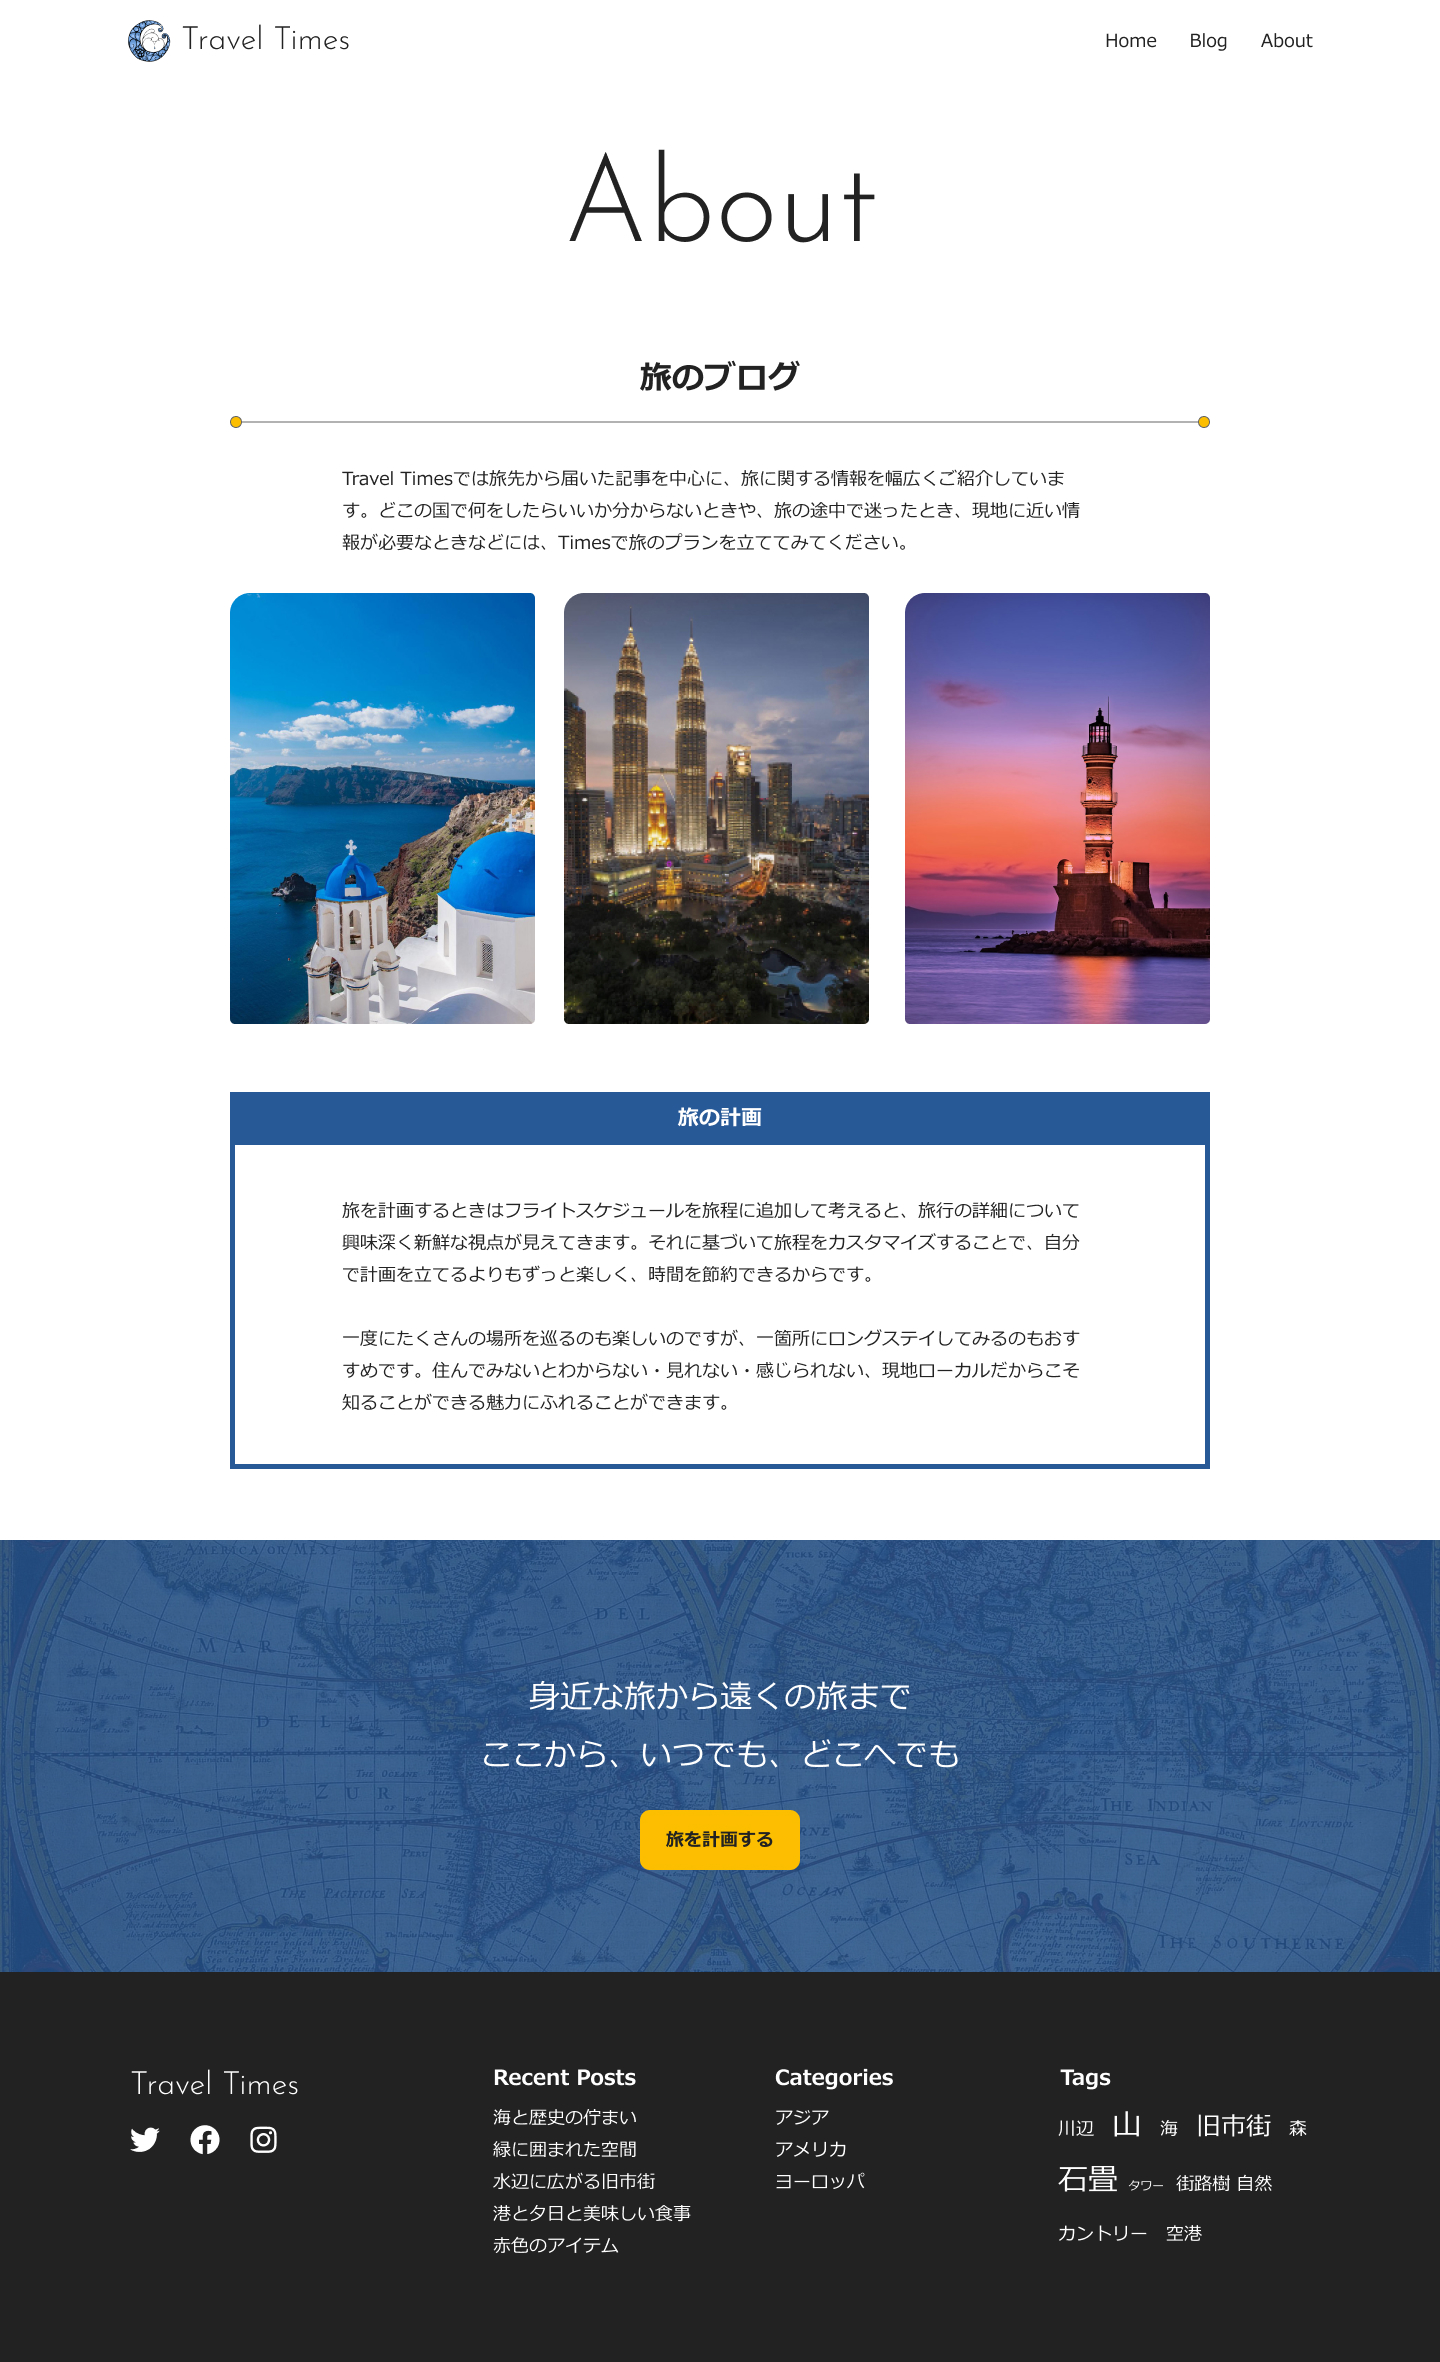 Travel Times
Home Blog About
About
旅のブログ
Travel Timesでは旅先から届いた記事を中心に、旅に関する情報を幅広くご紹介していま
す。どこの国で何をしたらいいか分からないときや、旅の途中で迷ったとき、現地に近い情
報が必要なときなどには、Timesで旅のプランを立ててみてください。
旅の計画
旅を計画するときはフライトスケジュールを旅程に追加して考えると、旅行の詳細について
興味深く新鮮な視点が見えてきます。それに基づいて旅程をカスタマイズすることで、自分
で計画を立てるよりもずっと楽しく、時間を節約できるからです。
一度にたくさんの場所を巡るのも楽しいのですが、一箇所にロングステイしてみるのもおす
すめです。住んでみないとわからない・見れない・感じられない、現地ローカルだからこそ
知ることができる魅力にふれることができます。
AMERICA
MAR
DEL
DEL
ZUR
THE INDIAN
SEA
THE PACIFICKE SEA
PERU
OCEAN
THE SOUTHERNE
身近な旅から遠くの旅まで
ここから、いつでも、どこへでも
旅を計画する
Travel Times
Recent Posts
海と歴史の佇まい
緑に囲まれた空間
水辺に広がる旧市街
港と夕日と美味しい食事
赤色のアイテム
Categories
アジア
アメリカ
ヨーロッパ
Tags
川辺 山 海 旧市街 森
石畳 タワー 街路樹 自然
カントリー 空港